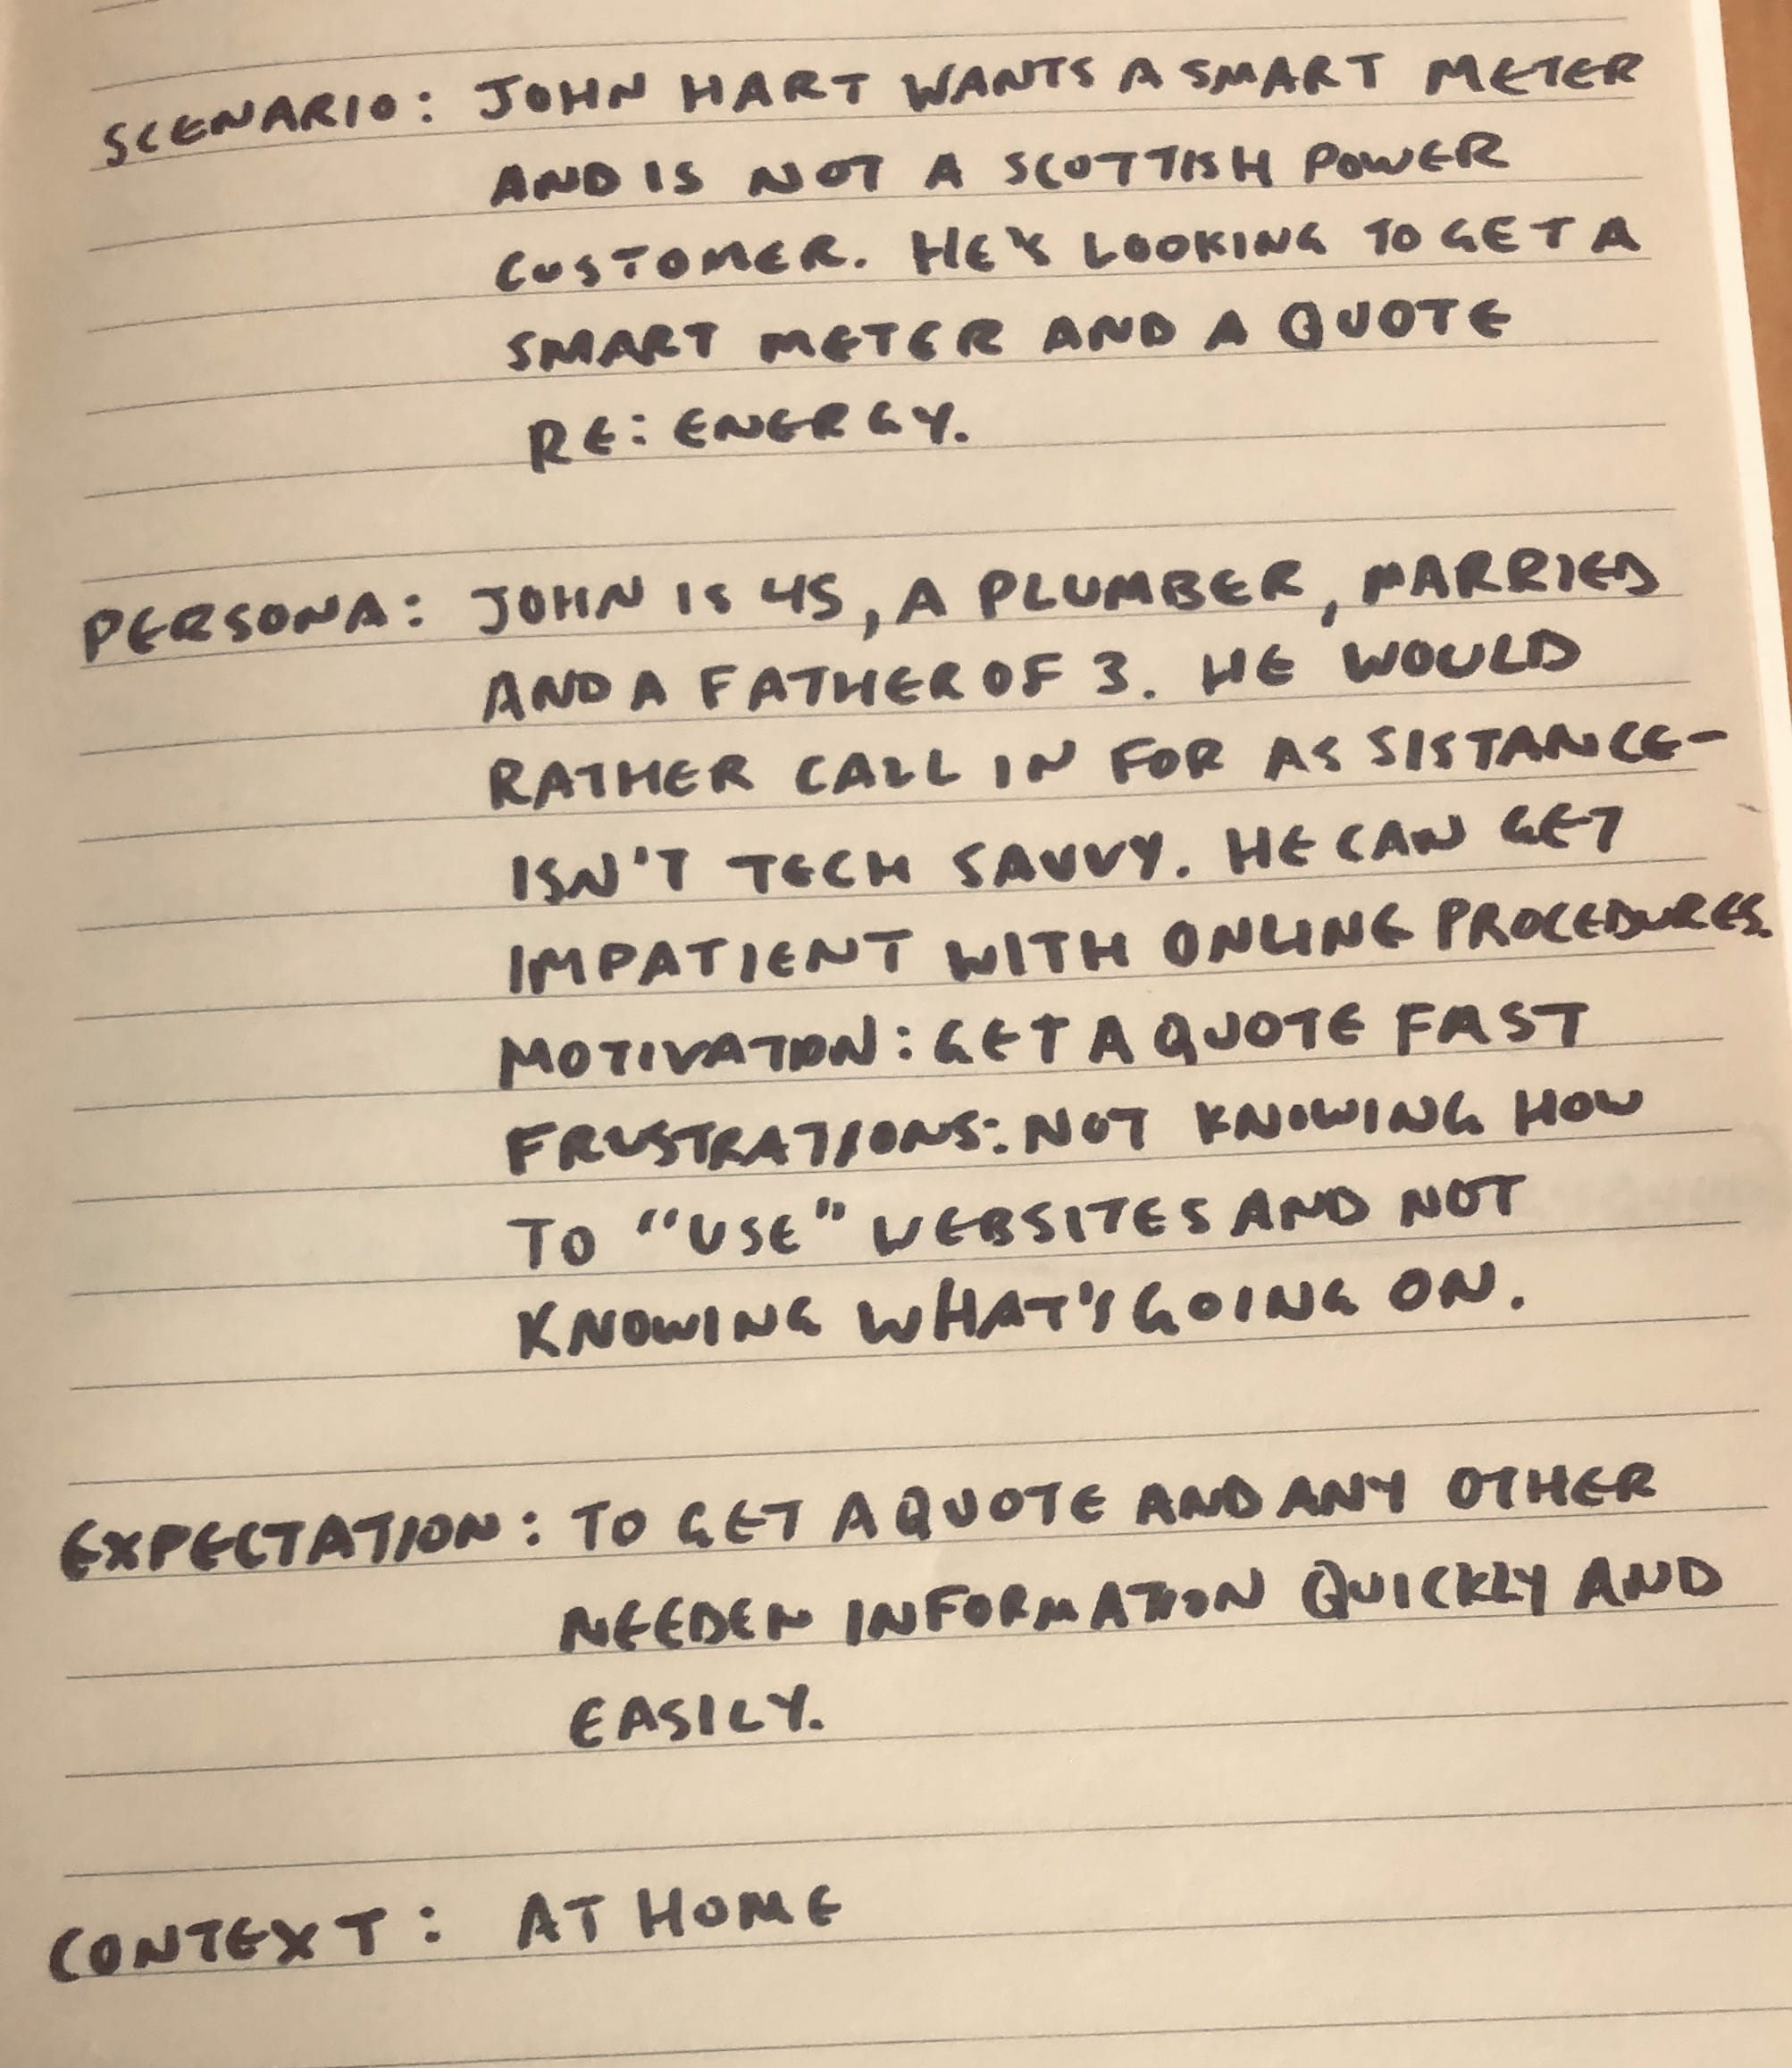 SCENARIO: JOHN HART WANTS A SMART METER
AND IS NOT A SCOTTISH POWER
CUSTOMER. HE'S LOOKING TO GET A
SMART METER AND A QUOTE
RE: ENERGY.
PERSONA: JOHN IS 45, A PLUMBER, MARRIED
AND A FATHER OF 3. HE WOULD
RATHER CALL IN FOR ASSISTANCE-
ISN'T TECH SAVVY. HE CAN GET
IMPATIENT WITH ONLINE PROCEDURES.
MOTIVATION: GET A QUOTE FAST
FRUSTRATIONS: NOT KNOWING HOW
TO "USE" WEBSITES AND NOT
KNOWING WHAT'S GOING ON.
EXPECTATION: TO GET A QUOTE AND ANY OTHER
NEEDEN INFORMATION QUICKLY AND
EASILY.
CONTEXT: AT HOME